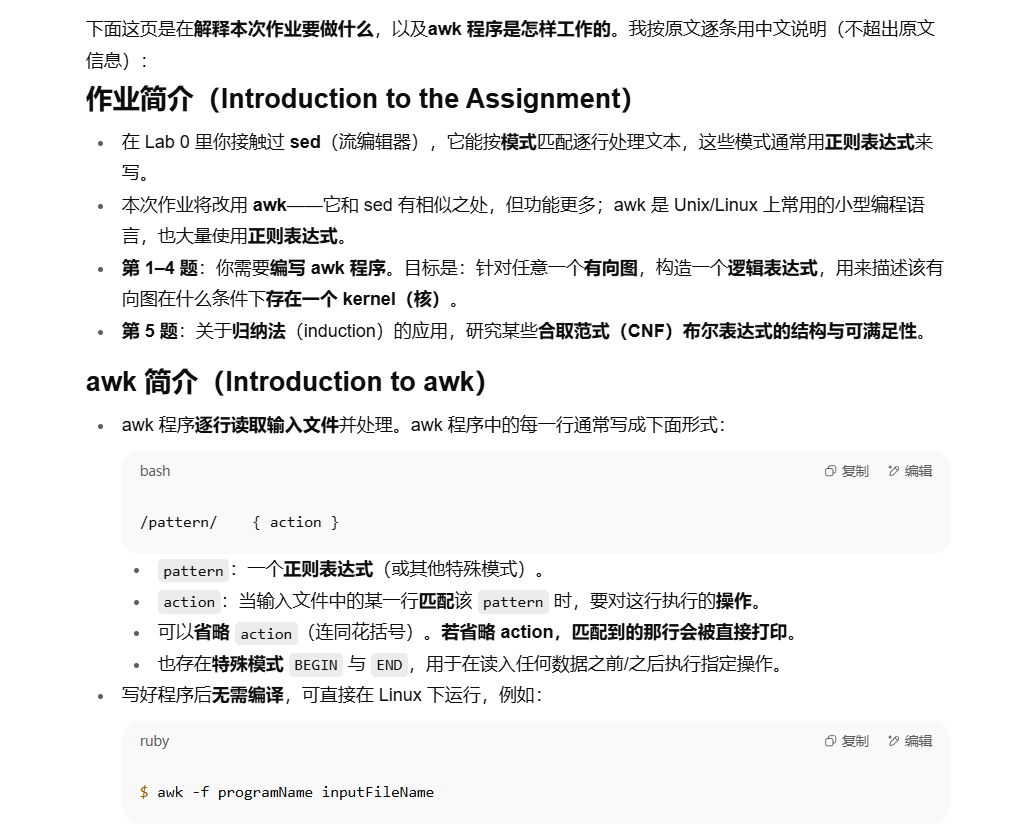 下面这页是在解释本次作业要做什么，以及awk 程序是怎样工作的。我按原文逐条用中文说明（不超出原文
信息）：
作业简介（Introduction to the Assignment）
在 Lab 0 里你接触过 sed（流编辑器），它能按模式匹配逐行处理文本，这些模式通常用正则表达式来
写。
本次作业将改用 awk——它和 sed 有相似之处，但功能更多；awk 是 Unix/Linux 上常用的小型编程语
言，也大量使用正则表达式。
第 1–4 题：你需要编写 awk 程序。目标是：针对任意一个有向图，构造一个逻辑表达式，用来描述该有
向图在什么条件下存在一个 kernel（核）。
第 5 题：关于归纳法（induction）的应用，研究某些合取范式（CNF）布尔表达式的结构与可满足性。
awk 简介（Introduction to awk）
awk 程序逐行读取输入文件并处理。awk 程序中的每一行通常写成下面形式：
bash 复制 编辑
/pattern/    { action }
pattern：一个正则表达式（或其他特殊模式）。
action：当输入文件中的某一行匹配该 pattern 时，要对这行执行的操作。
可以省略 action（连同花括号）。若省略 action，匹配到的那行会被直接打印。
也存在特殊模式 BEGIN 与 END，用于在读入任何数据之前/之后执行指定操作。
写好程序后无需编译，可直接在 Linux 下运行，例如：
ruby 复制 编辑
$ awk -f programName inputFileName